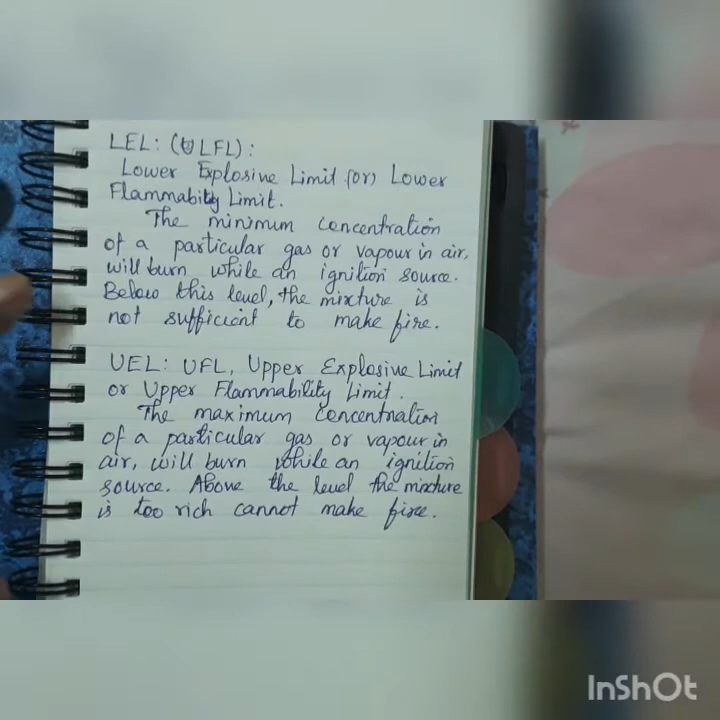 LEL: (LFL):
Lower Explosive Limit (or) Lower
Flammability Limit.
The minimum concentration
of a particular gas or vapour in air,
will burn while an ignition source.
Below this level, the mixture is
not sufficient to make fire.
UEL: UFL, Upper Explosive Limit
or Upper Flammability Limit.
The maximum concentration
of a particular gas or vapour in
air, will burn while an ignition
source. Above the level the mixture
is too rich cannot make fire.
InShOt